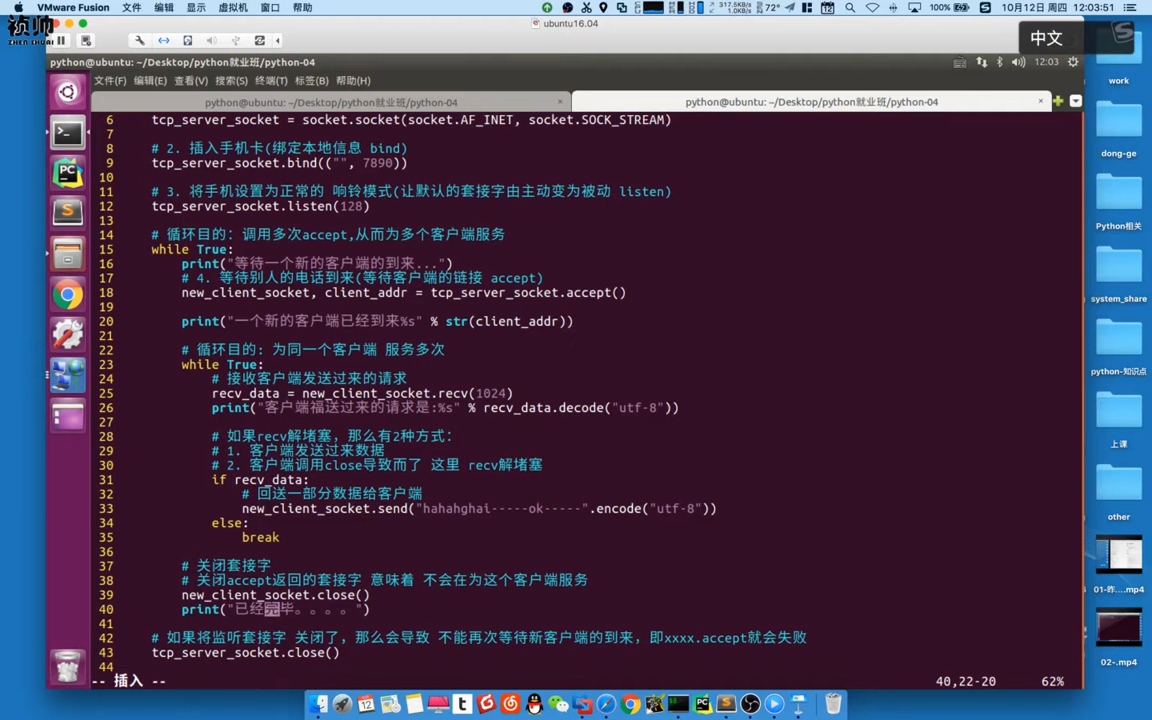 VMware Fusion 文件 编辑 显示 虚拟机 窗口 帮助 317.5KB/s 1.0KB/s 72° 100% 10月12日 周四 12:03:51
祯帅
ZHEN SHUAI
ubuntu16.04
中文
python@ubuntu: ~/Desktop/python就业班/python-04 12:03
文件(F) 编辑(E) 查看(V) 搜索(S) 终端(T) 标签(B) 帮助(H)
python@ubuntu: ~/Desktop/python就业班/python-04 × python@ubuntu: ~/Desktop/python就业班/python-04 ×
6 tcp_server_socket = socket.socket(socket.AF_INET, socket.SOCK_STREAM)
7
8 # 2. 插入手机卡(绑定本地信息 bind)
9 tcp_server_socket.bind(("", 7890))
10
11 # 3. 将手机设置为正常的 响铃模式(让默认的套接字由主动变为被动 listen)
12 tcp_server_socket.listen(128)
13
14 # 循环目的: 调用多次accept,从而为多个客户端服务
15 while True:
16 print("等待一个新的客户端的到来...")
17 # 4. 等待别人的电话到来(等待客户端的链接 accept)
18 new_client_socket, client_addr = tcp_server_socket.accept()
19
20 print("一个新的客户端已经到来%s" % str(client_addr))
21
22 # 循环目的: 为同一个客户端 服务多次
23 while True:
24 # 接收客户端发送过来的请求
25 recv_data = new_client_socket.recv(1024)
26 print("客户端福送过来的请求是:%s" % recv_data.decode("utf-8"))
27
28 # 如果recv解堵塞，那么有2种方式:
29 # 1. 客户端发送过来数据
30 # 2. 客户端调用close导致而了 这里 recv解堵塞
31 if recv_data:
32 # 回送一部分数据给客户端
33 new_client_socket.send("hahahghai-----ok-----".encode("utf-8"))
34 else:
35 break
36
37 # 关闭套接字
38 # 关闭accept返回的套接字 意味着 不会在为这个客户端服务
39 new_client_socket.close()
40 print("已经完毕。。。。")
41
42 # 如果将监听套接字 关闭了，那么会导致 不能再次等待新客户端的到来，即xxxx.accept就会失败
43 tcp_server_socket.close()
44
-- 插入 -- 40,22-20 62%
work
dong-ge
Python相关
system_share
python-知识点
上课
other
01-昨....mp4
02-.mp4